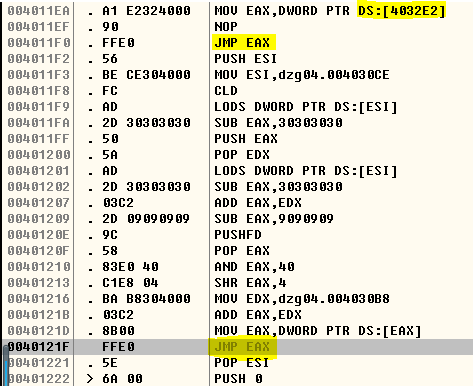 004011EA . A1 E2324000 MOV EAX,DWORD PTR DS:[4032E2]
004011EF . 90 NOP
004011F0 . FFE0 JMP EAX
004011F2 . 56 PUSH ESI
004011F3 . BE CE304000 MOV ESI,dzg04.004030CE
004011F8 . FC CLD
004011F9 . AD LODS DWORD PTR DS:[ESI]
004011FA . 2D 30303030 SUB EAX,30303030
004011FF . 50 PUSH EAX
00401200 . 5A POP EDX
00401201 . AD LODS DWORD PTR DS:[ESI]
00401202 . 2D 30303030 SUB EAX,30303030
00401207 . 03C2 ADD EAX,EDX
00401209 . 2D 09090909 SUB EAX,9090909
0040120E . 9C PUSHFD
0040120F . 58 POP EAX
00401210 . 83E0 40 AND EAX,40
00401213 . C1E8 04 SHR EAX,4
00401216 . BA B8304000 MOV EDX,dzg04.004030B8
0040121B . 03C2 ADD EAX,EDX
0040121D . 8B00 MOV EAX,DWORD PTR DS:[EAX]
0040121F . FFE0 JMP EAX
00401221 . 5E POP ESI
00401222 > 6A 00 PUSH 0